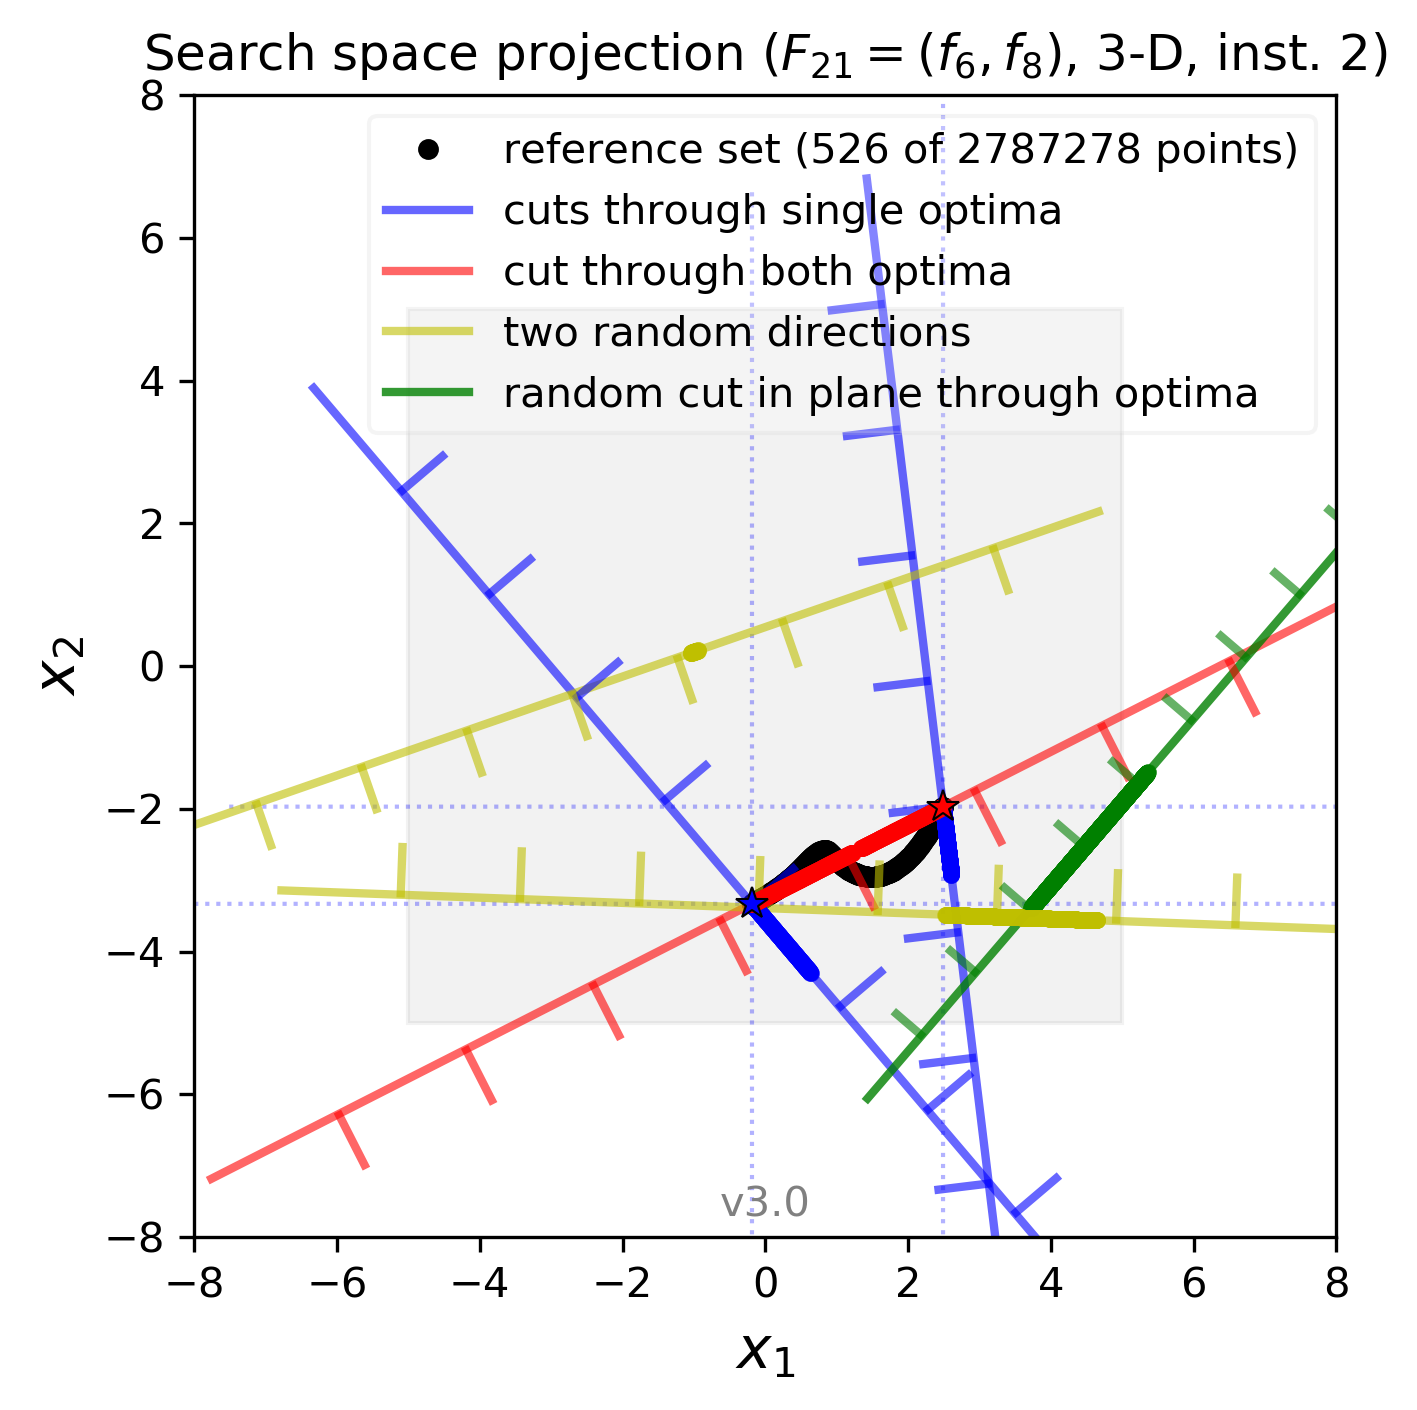 Search space projection (F₂₁ = (f₆, f₈), 3-D, inst. 2)
reference set (526 of 2787278 points)
cuts through single optima
cut through both optima
two random directions
random cut in plane through optima
8
6
4
2
0
−2
−4
−6
−8
x₂
v3.0
−8 −6 −4 −2 0 2 4 6 8
x₁